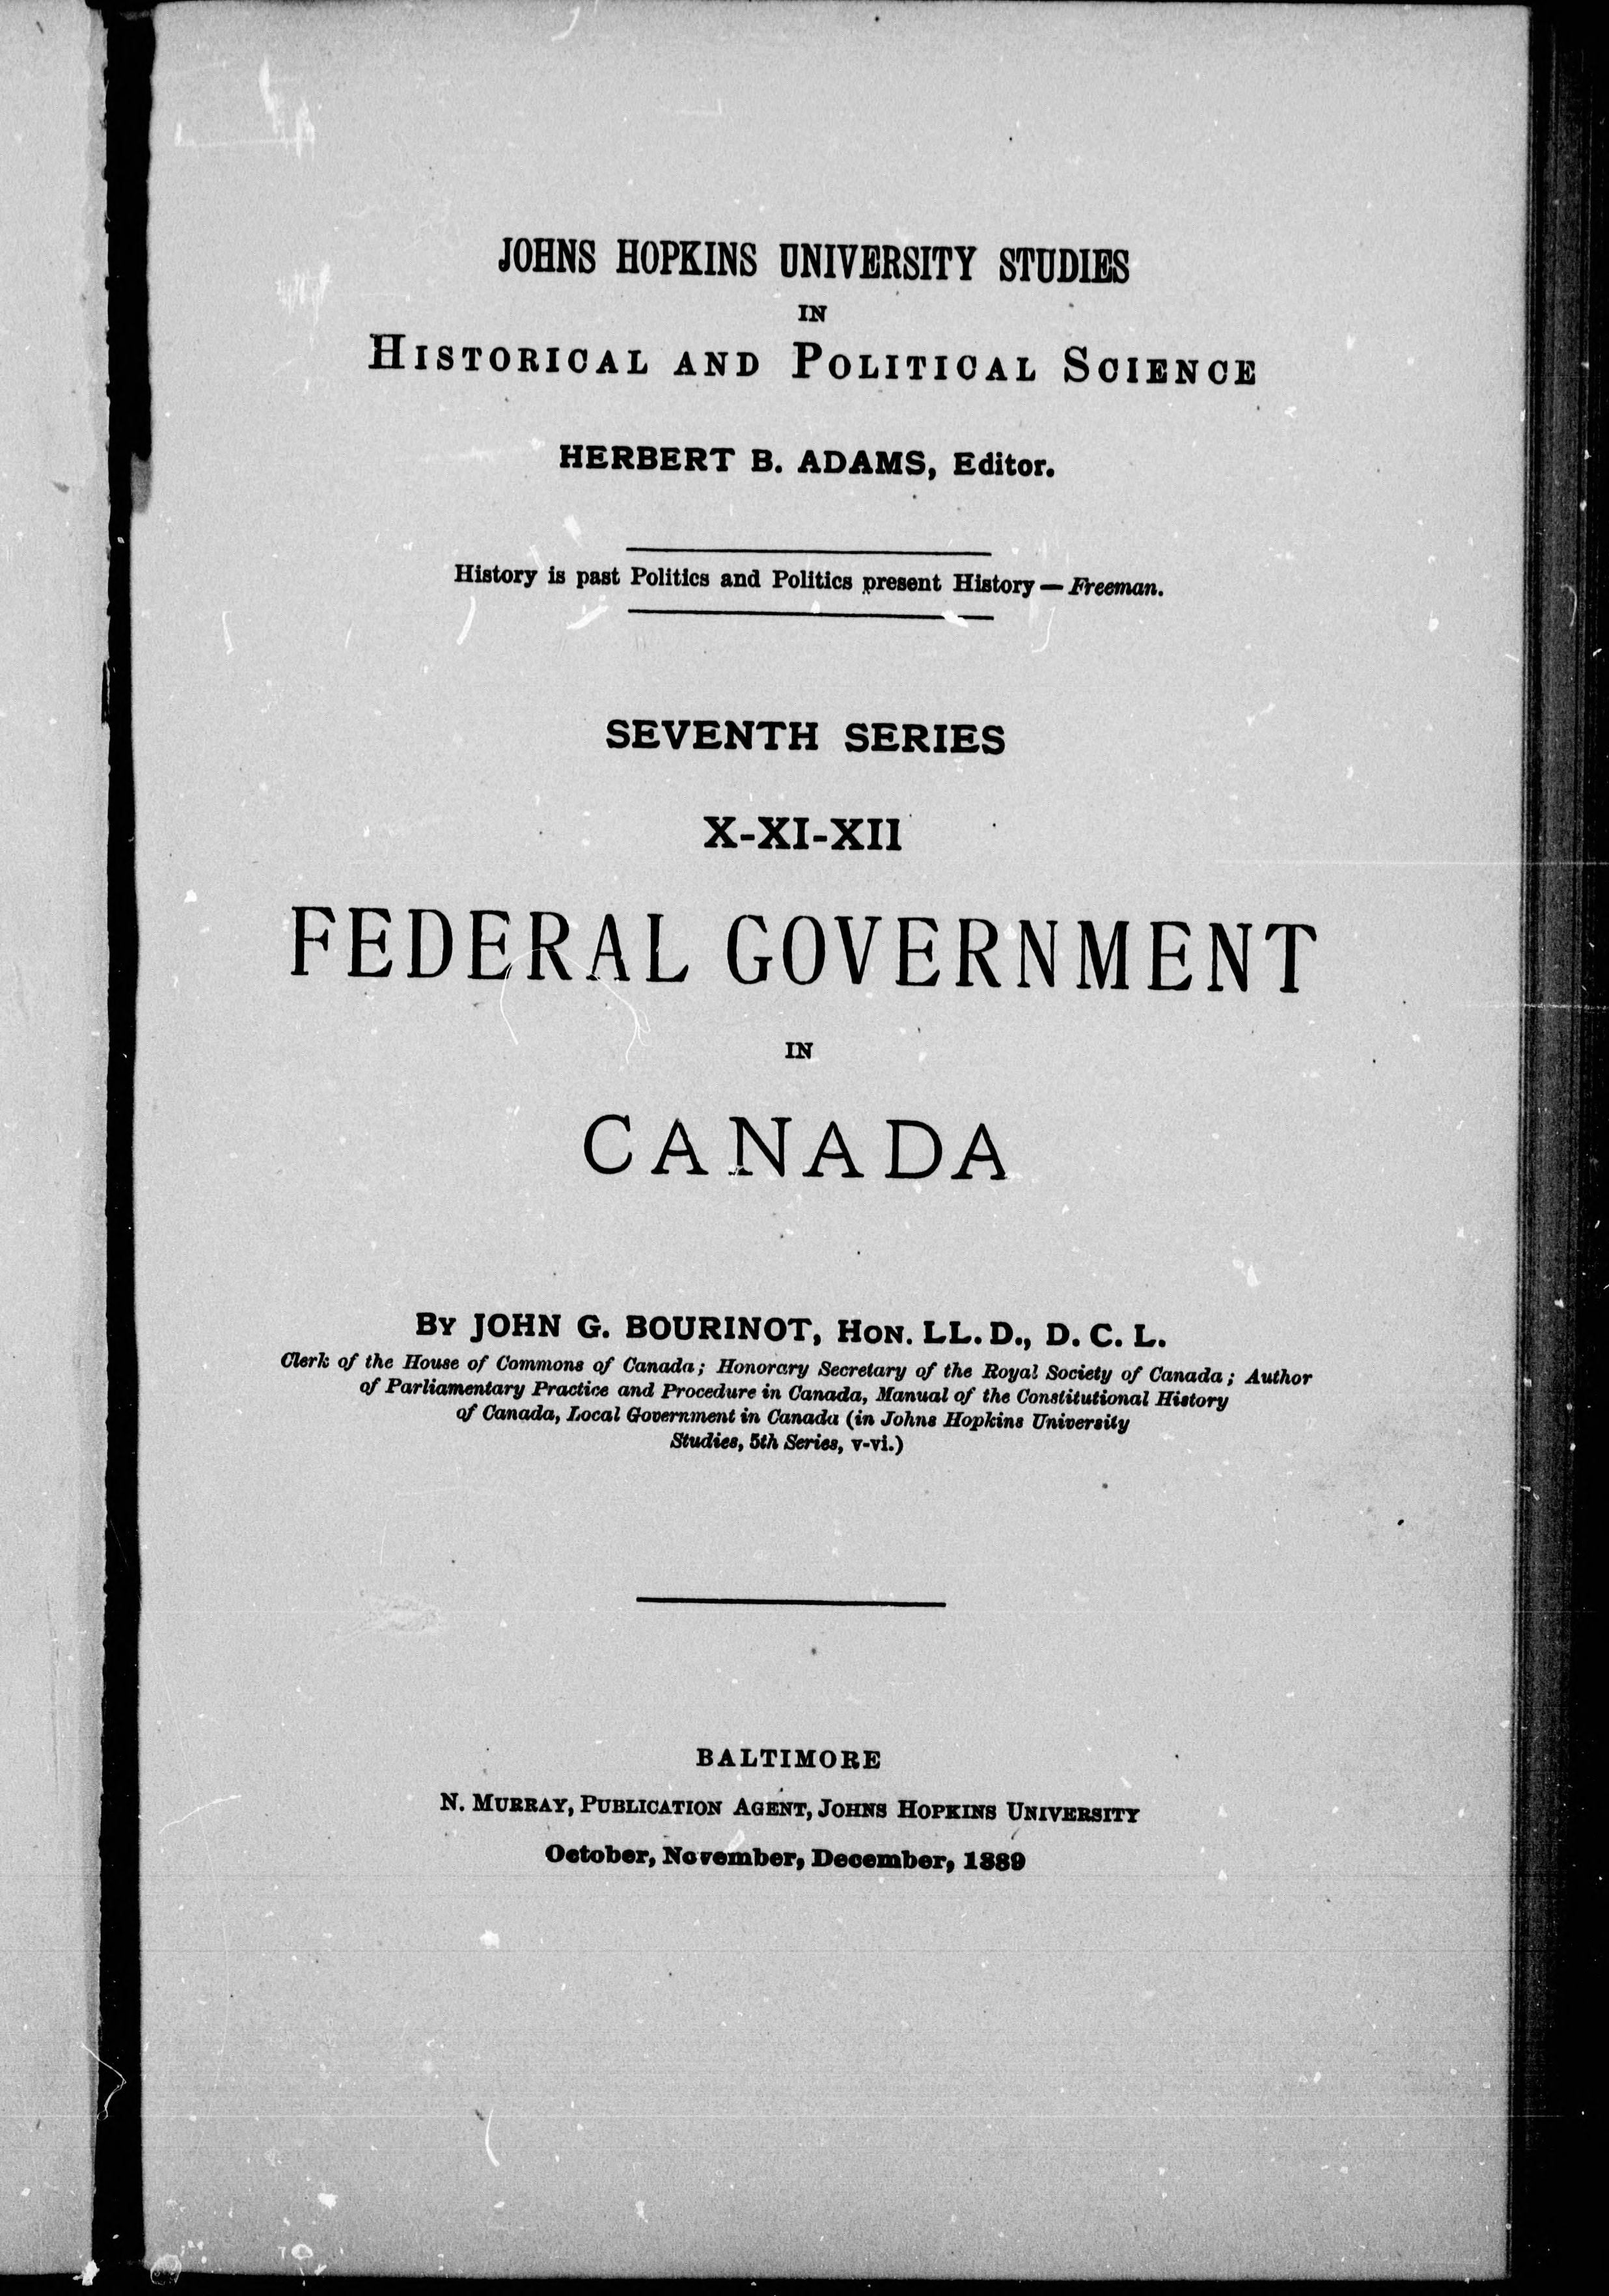 JOHNS HOPKINS UNIVERSITY STUDIES
IN
HISTORICAL AND POLITICAL SCIENCE
HERBERT B. ADAMS, Editor.
History is past Politics and Politics present History — Freeman.
SEVENTH SERIES
X-XI-XII
FEDERAL GOVERNMENT
IN
CANADA
BY JOHN G. BOURINOT, HON. LL. D., D. C. L.
Clerk of the House of Commons of Canada; Honorary Secretary of the Royal Society of Canada; Author
of Parliamentary Practice and Procedure in Canada, Manual of the Constitutional History
of Canada, Local Government in Canada (in Johns Hopkins University
Studies, 5th Series, v-vi.)
BALTIMORE
N. MURRAY, PUBLICATION AGENT, JOHNS HOPKINS UNIVERSITY
October, November, December, 1889